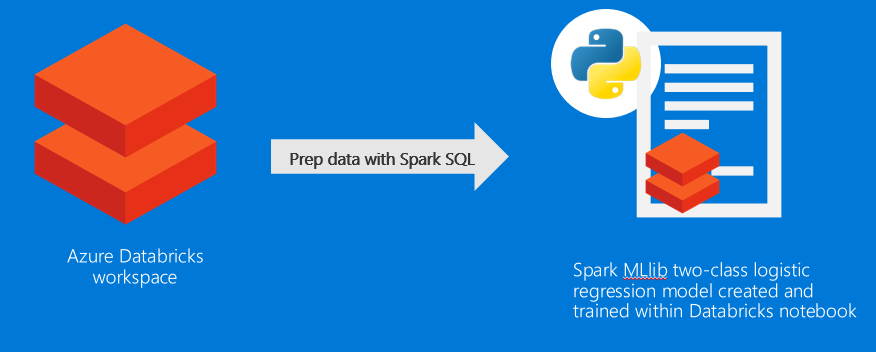 Prep data with Spark SQL
Azure Databricks
workspace
Spark MLlib two-class logistic
regression model created and
trained within Databricks notebook